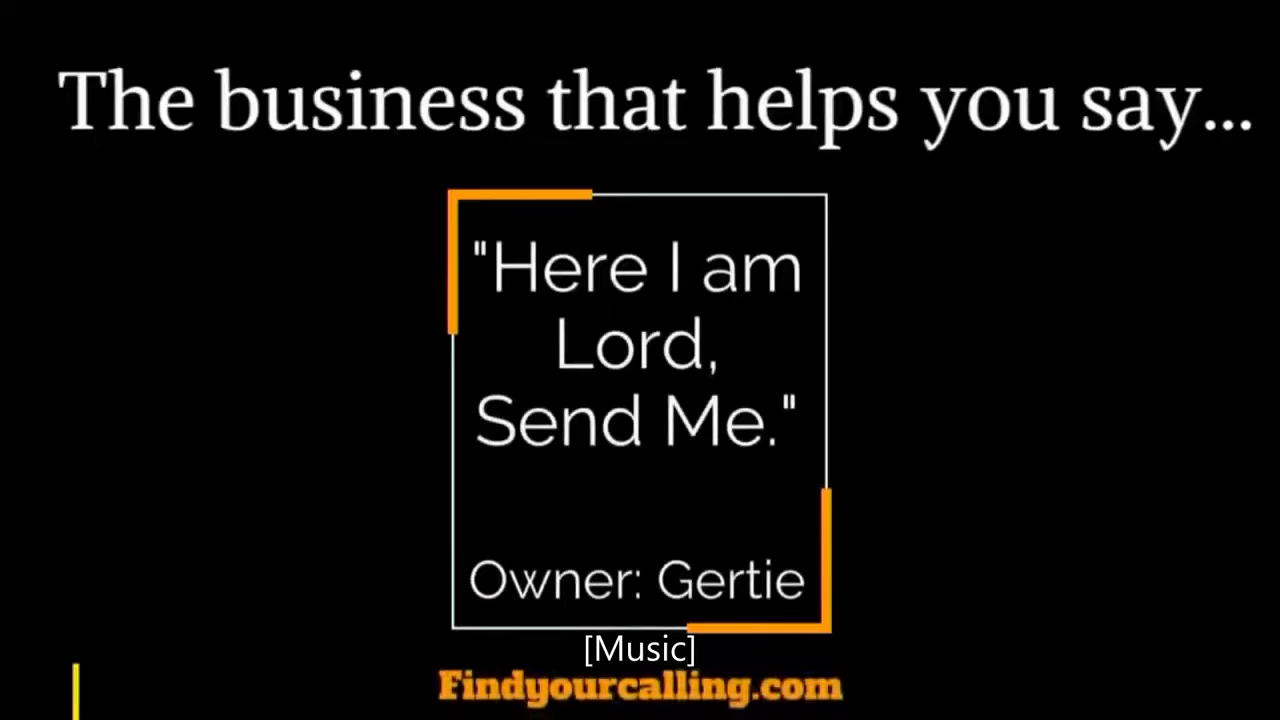 The business that helps you say...
"Here I am
Lord,
Send Me."
Owner: Gertie
[Music]
Findyourcalling.com